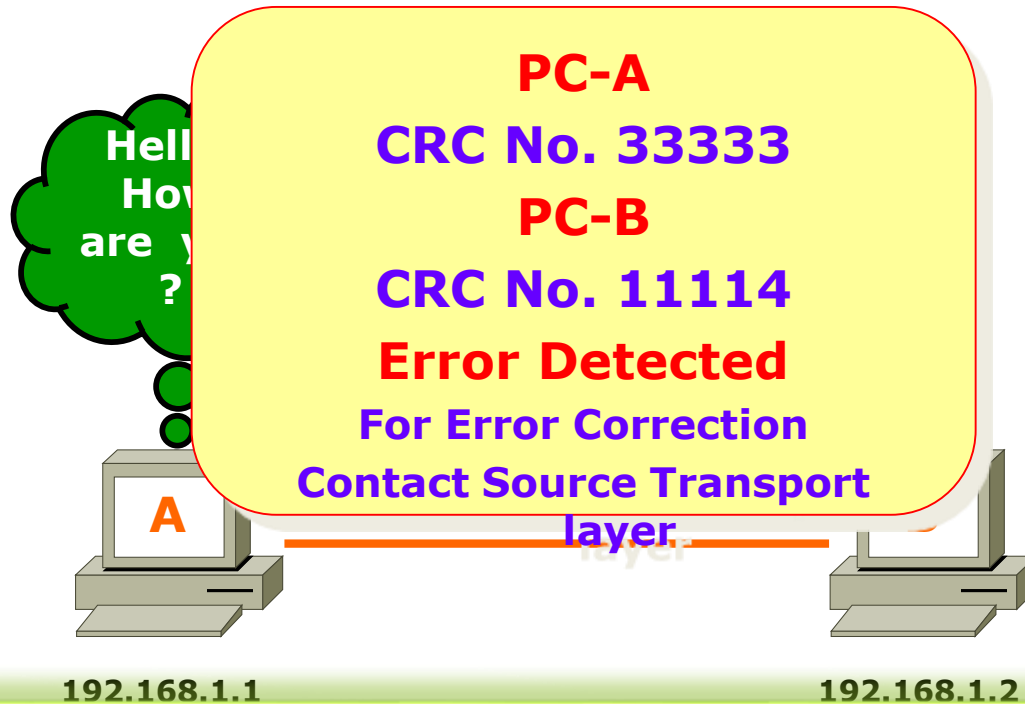 PC-A
CRC No. 33333
PC-B
CRC No. 11114
Error Detected
For Error Correction
Contact Source Transport
layer
are
?
A
192.168.1.1
192.168.1.2